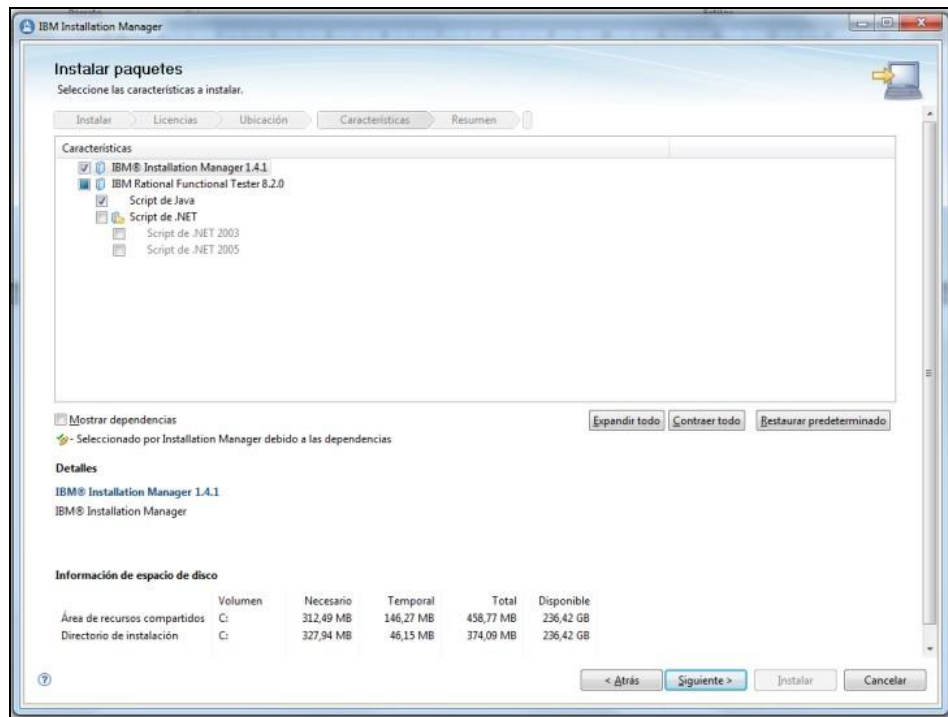 IBM Installation Manager
Instalar paquetes
Seleccione las características a instalar.
Instalar Licencias Ubicación Características Resumen
Características
IBM® Installation Manager 1.4.1
IBM Rational Functional Tester 8.2.0
Script de Java
Script de .NET
Script de .NET 2003
Script de .NET 2005
Mostrar dependencias Expandir todo Contraer todo Restaurar predeterminado
- Seleccionado por Installation Manager debido a las dependencias
Detalles
IBM® Installation Manager 1.4.1
IBM® Installation Manager
Información de espacio de disco
Volumen Necesario Temporal Total Disponible
Área de recursos compartidos C: 312,49 MB 146,27 MB 458,77 MB 236,42 GB
Directorio de instalación C: 327,94 MB 46,15 MB 374,09 MB 236,42 GB
? < Atrás Siguiente > Instalar Cancelar